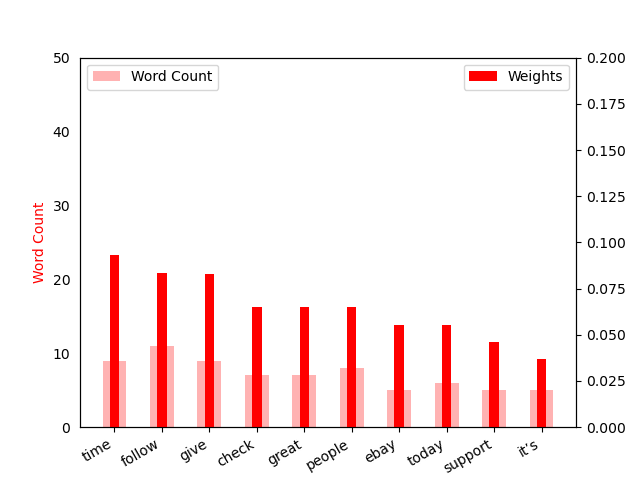 Word Count
Weights
50
40
30
20
10
0
Word Count
0.200
0.175
0.150
0.125
0.100
0.075
0.050
0.025
0.000
time
follow
give
check
great
people
ebay
today
support
it's